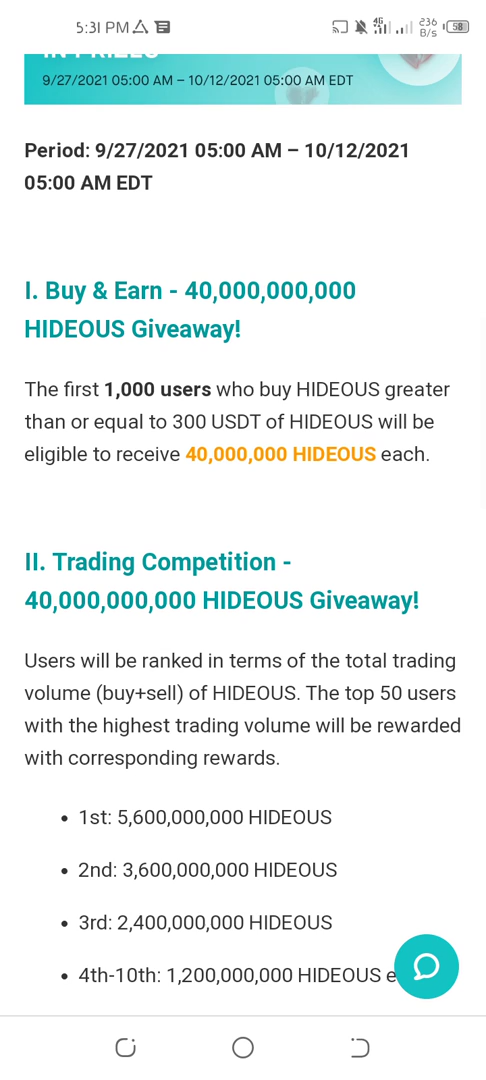 5:31 PM
4G
236 B/s
58
9/27/2021 05:00 AM – 10/12/2021 05:00 AM EDT
Period: 9/27/2021 05:00 AM – 10/12/2021
05:00 AM EDT
I. Buy & Earn - 40,000,000,000
HIDEOUS Giveaway!
The first 1,000 users who buy HIDEOUS greater
than or equal to 300 USDT of HIDEOUS will be
eligible to receive 40,000,000 HIDEOUS each.
II. Trading Competition -
40,000,000,000 HIDEOUS Giveaway!
Users will be ranked in terms of the total trading
volume (buy+sell) of HIDEOUS. The top 50 users
with the highest trading volume will be rewarded
with corresponding rewards.
• 1st: 5,600,000,000 HIDEOUS
• 2nd: 3,600,000,000 HIDEOUS
• 3rd: 2,400,000,000 HIDEOUS
• 4th-10th: 1,200,000,000 HIDEOUS